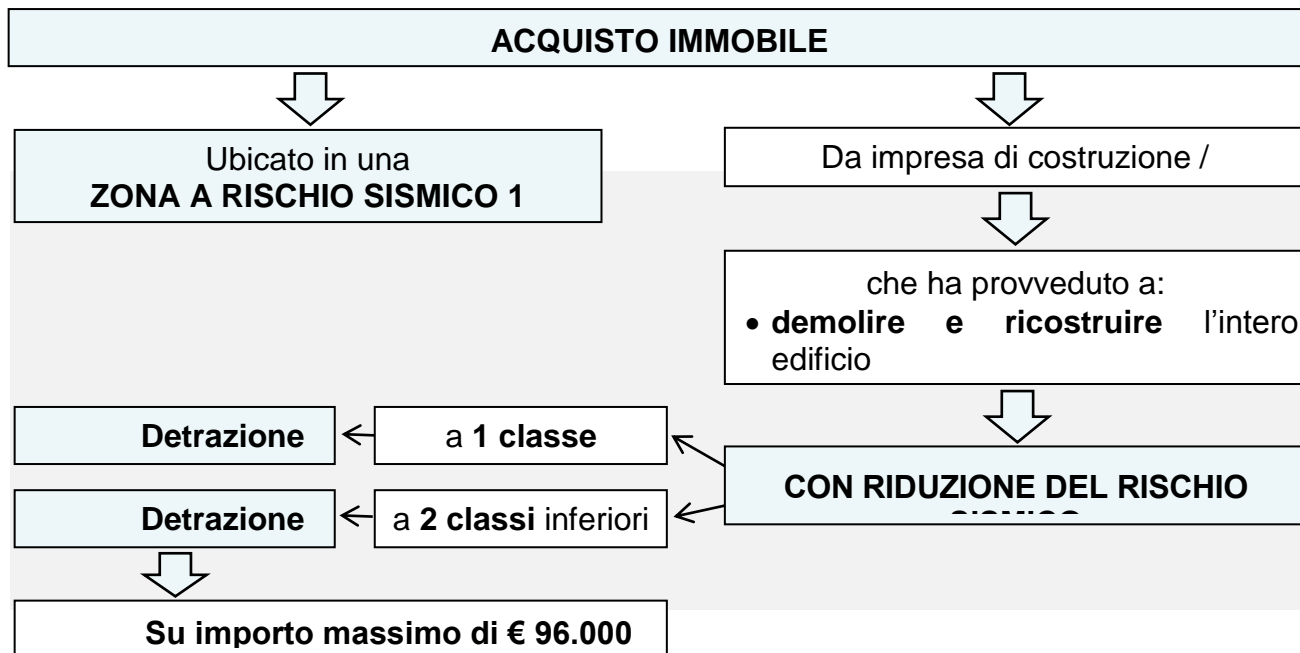 ACQUISTO IMMOBILE
Ubicato in una
ZONA A RISCHIO SISMICO 1
Da impresa di costruzione /
che ha provveduto a:
• demolire e ricostruire l’intero
edificio
CON RIDUZIONE DEL RISCHIO
SISMICO
a 1 classe
Detrazione
a 2 classi inferiori
Detrazione
Su importo massimo di € 96.000